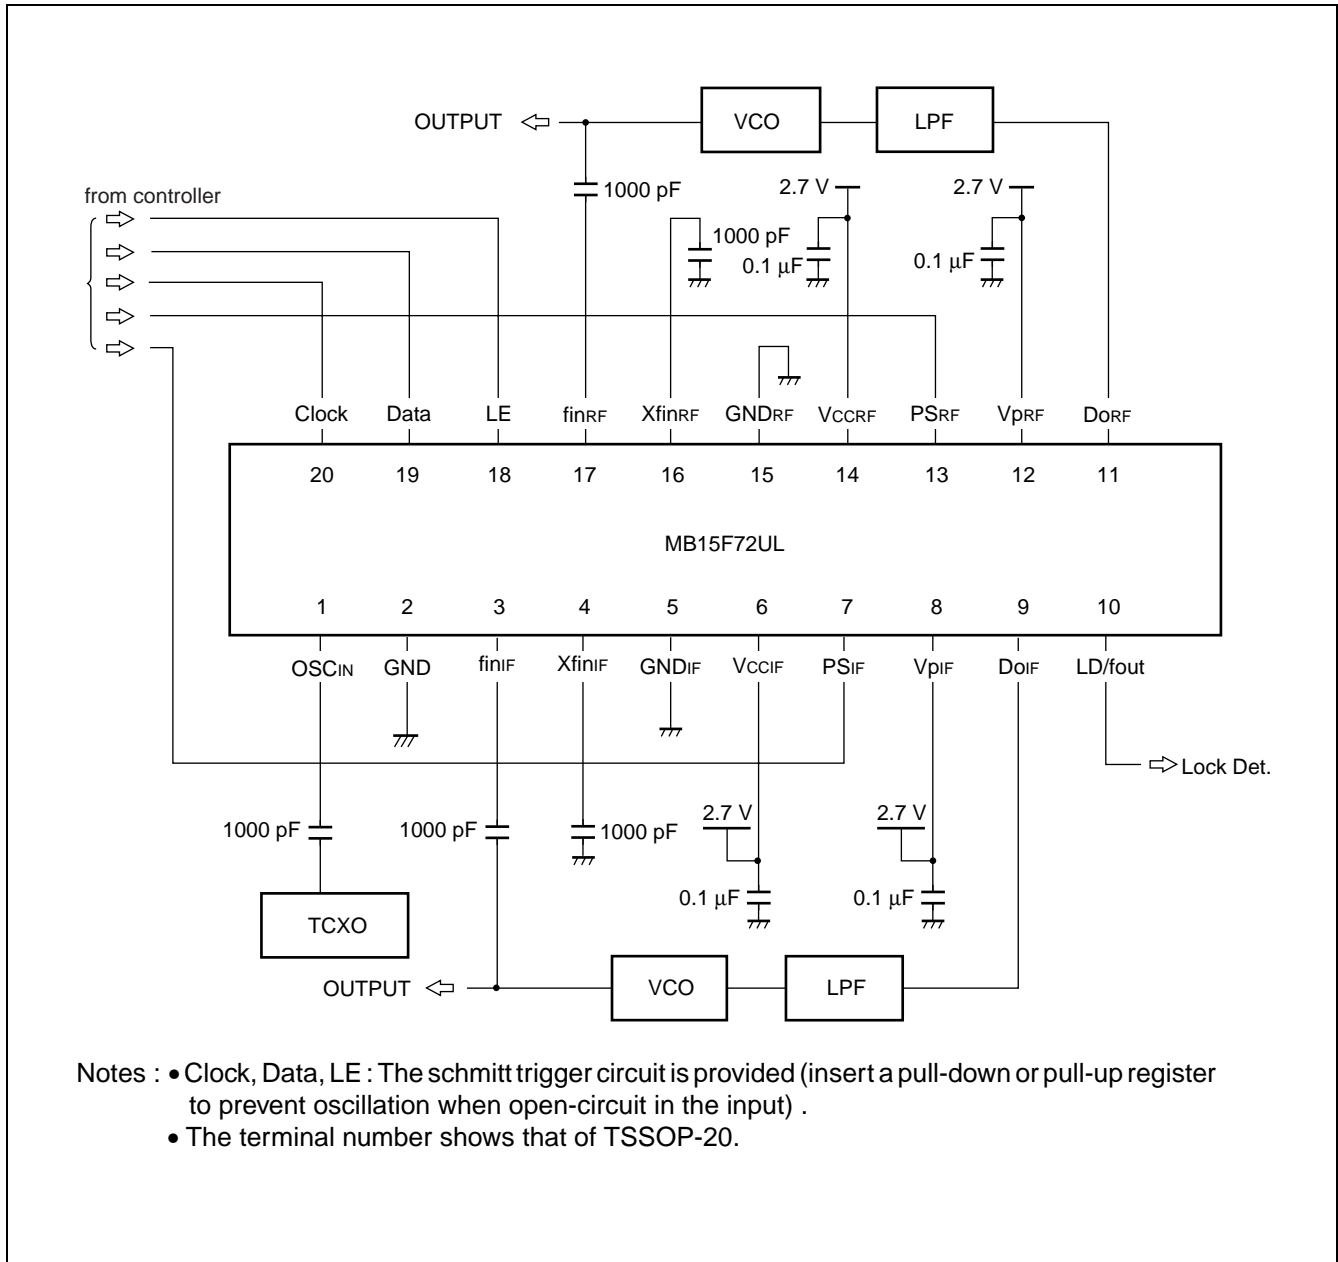 OUTPUT
VCO
LPF
1000 pF
2.7 V
2.7 V
from controller
1000 pF
0.1 μF
0.1 μF
Clock Data LE finRF XfinRF GNDRF VCCRF PSRF VpRF DoRF
20 19 18 17 16 15 14 13 12 11
MB15F72UL
1 2 3 4 5 6 7 8 9 10
OSCIN GND finIF XfinIF GNDIF VCCIF PSIF VpIF DoIF LD/fout
Lock Det.
2.7 V
2.7 V
1000 pF
1000 pF
1000 pF
0.1 μF
0.1 μF
TCXO
OUTPUT
VCO
LPF
Notes : • Clock, Data, LE : The schmitt trigger circuit is provided (insert a pull-down or pull-up register
to prevent oscillation when open-circuit in the input) .
• The terminal number shows that of TSSOP-20.